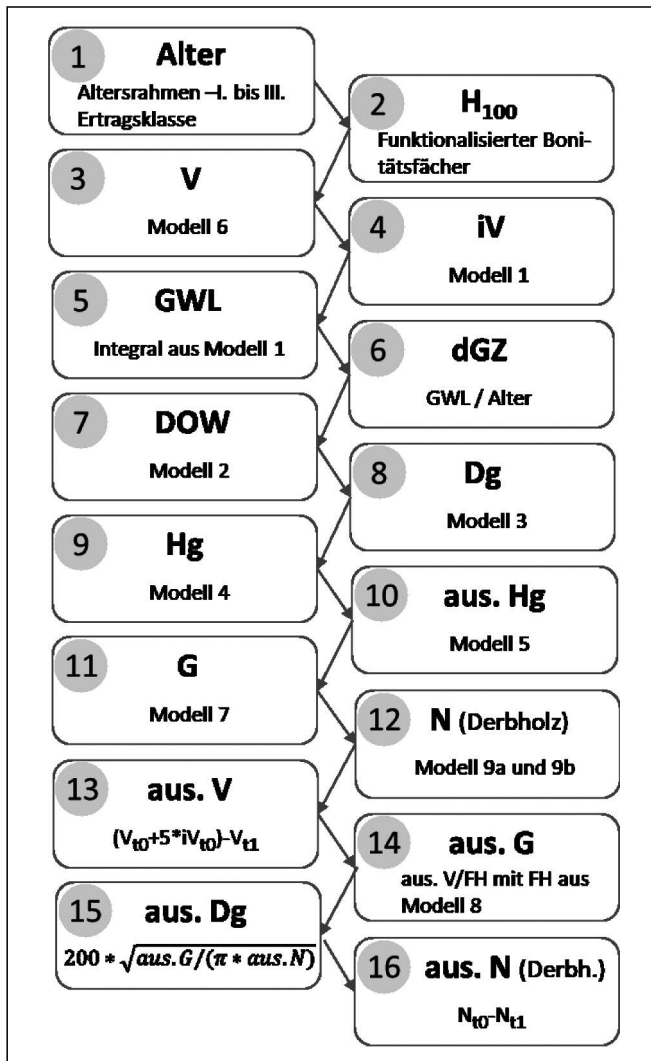 1 Alter
Altersrahmen –I. bis III.
Ertragsklasse
2 H₁₀₀
Funktionalisierter Boni-
tätsfächer
3 V
Modell 6
4 iV
Modell 1
5 GWL
Integral aus Modell 1
6 dGZ
GWL / Alter
7 DOW
Modell 2
8 Dg
Modell 3
9 Hg
Modell 4
10 aus. Hg
Modell 5
11 G
Modell 7
12 N (Derbholz)
Modell 9a und 9b
13 aus. V
(Vₜ₀+5*iVₜ₀)-Vₜ₁
14 aus. G
aus. V/FH mit FH aus
Modell 8
15 aus. Dg
200 * √aus.G/(π * aus.N)
16 aus. N (Derbh.)
Nₜ₀-Nₜ₁